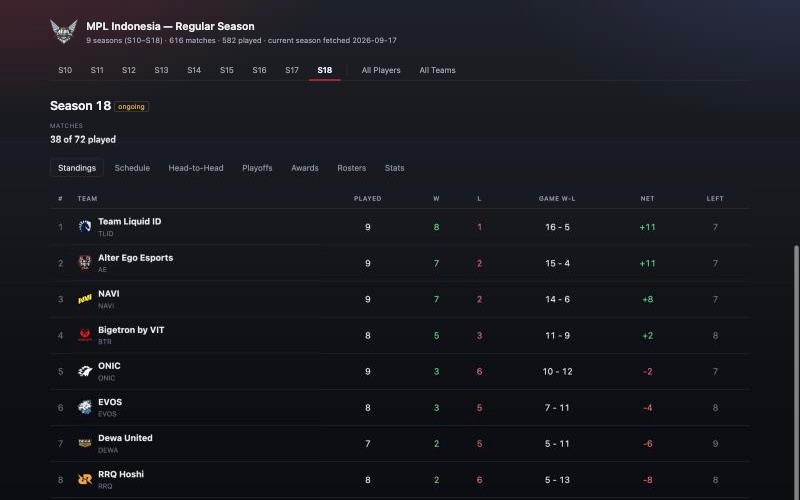 MPL Indonesia — Regular Season
9 seasons (S10–S18) · 616 matches · 582 played · current season fetched 2026-09-17
S10 S11 S12 S13 S14 S15 S16 S17 S18 All Players All Teams
Season 18 ongoing
MATCHES
38 of 72 played
Standings Schedule Head-to-Head Playoffs Awards Rosters Stats
# TEAM PLAYED W L GAME W-L NET LEFT
1 Team Liquid ID 9 8 1 16 - 5 +11 7
TLID
2 Alter Ego Esports 9 7 2 15 - 4 +11 7
AE
3 NAVI 9 7 2 14 - 6 +8 7
NAVI
4 Bigetron by VIT 8 5 3 11 - 9 +2 8
BTR
5 ONIC 9 3 6 10 - 12 -2 7
ONIC
6 EVOS 8 3 5 7 - 11 -4 8
EVOS
7 Dewa United 7 2 5 5 - 11 -6 9
DEWA
8 RRQ Hoshi 8 2 6 5 - 13 -8 8
RRQ